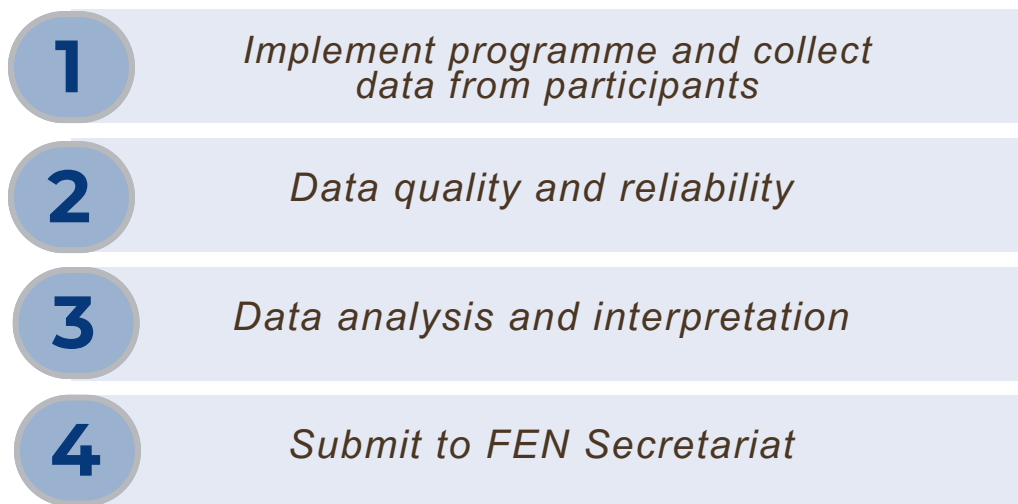 1
Implement programme and collect
data from participants
2
Data quality and reliability
3
Data analysis and interpretation
4
Submit to FEN Secretariat